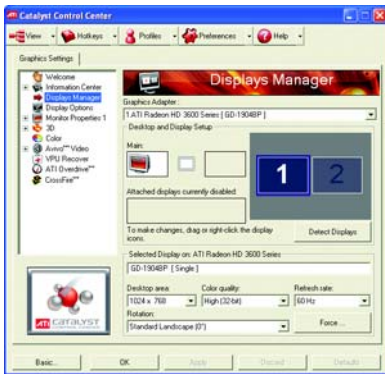 Catalyst Control Center
View Hotkeys Profiles Preferences Help
Graphics Settings
Welcome
Information Center
Displays Manager
Display Options
Monitor Properties 1
3D
Color
Avivo™ Video
VPU Recover
ATI Overdrive™
CrossFire™
Displays Manager
Graphics Adapter:
1.ATI Radeon HD 3600 Series [ GD-1904BP ]
Desktop and Display Setup
Main:
1
2
Attached displays currently disabled:
To make changes, drag or right-click the display icons.
Detect Displays
Selected Display on: ATI Radeon HD 3600 Series
GD-1904BP [ Single ]
Desktop area: Color quality: Refresh rate:
1024 x 768 High (32-bit) 60 Hz
Rotation:
Standard Landscape (0°)
Force ...
ATI CATALYST
CONTROL CENTER
Basic... OK Apply Discard Defaults